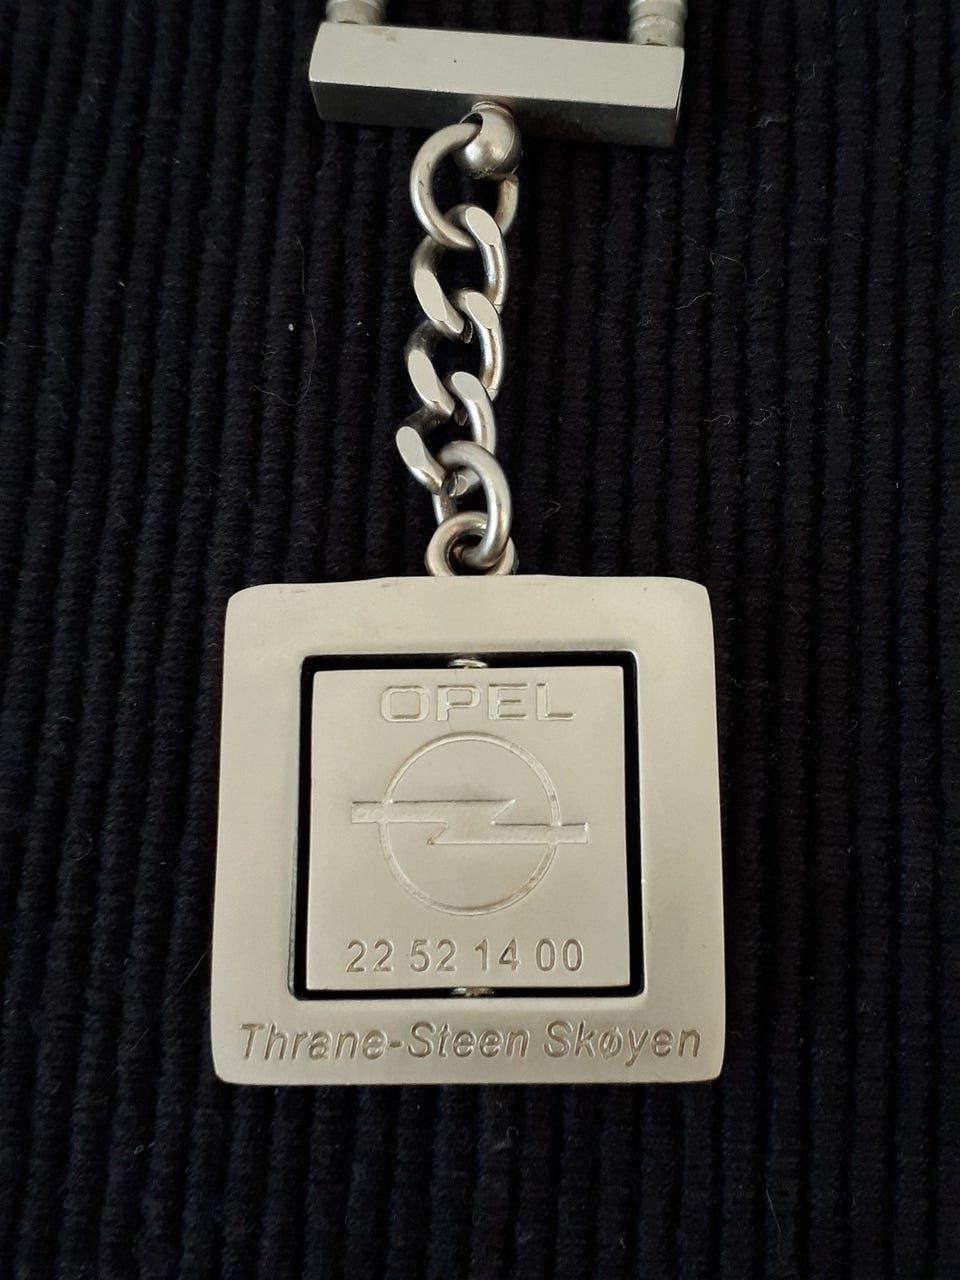 OPEL
22 52 14 00
Thrane-Steen Skøyen